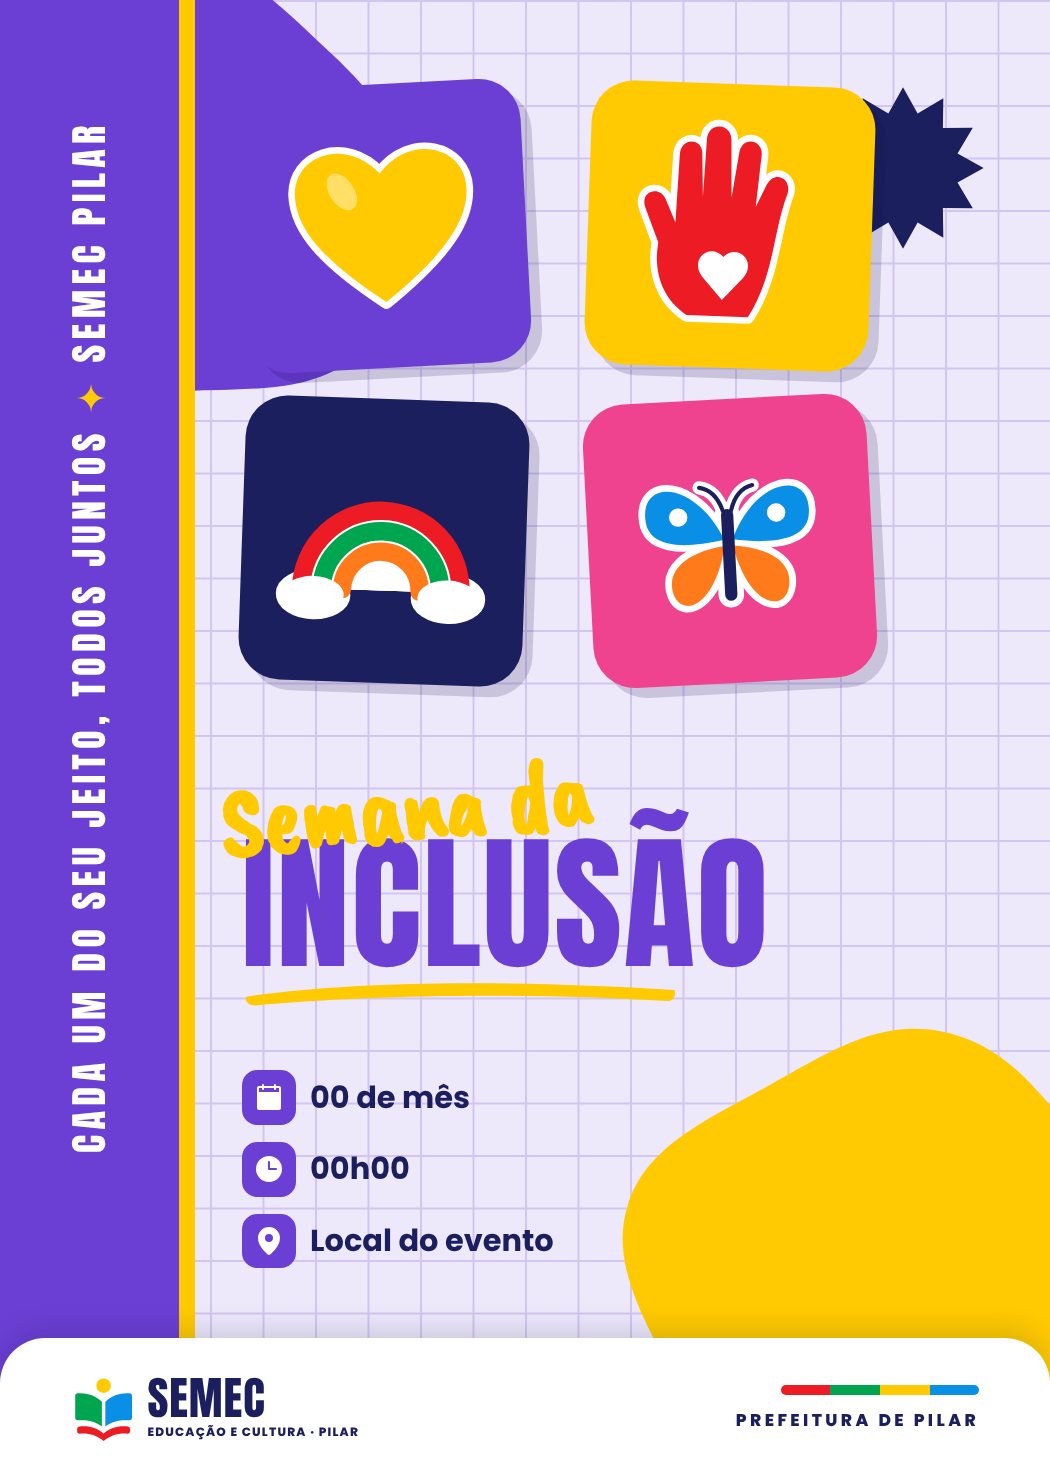 CADA UM DO SEU JEITO, TODOS JUNTOS ✦ SEMEC PILAR
Semana da
INCLUSÃO
00 de mês
00h00
Local do evento
SEMEC
EDUCAÇÃO E CULTURA · PILAR
PREFEITURA DE PILAR